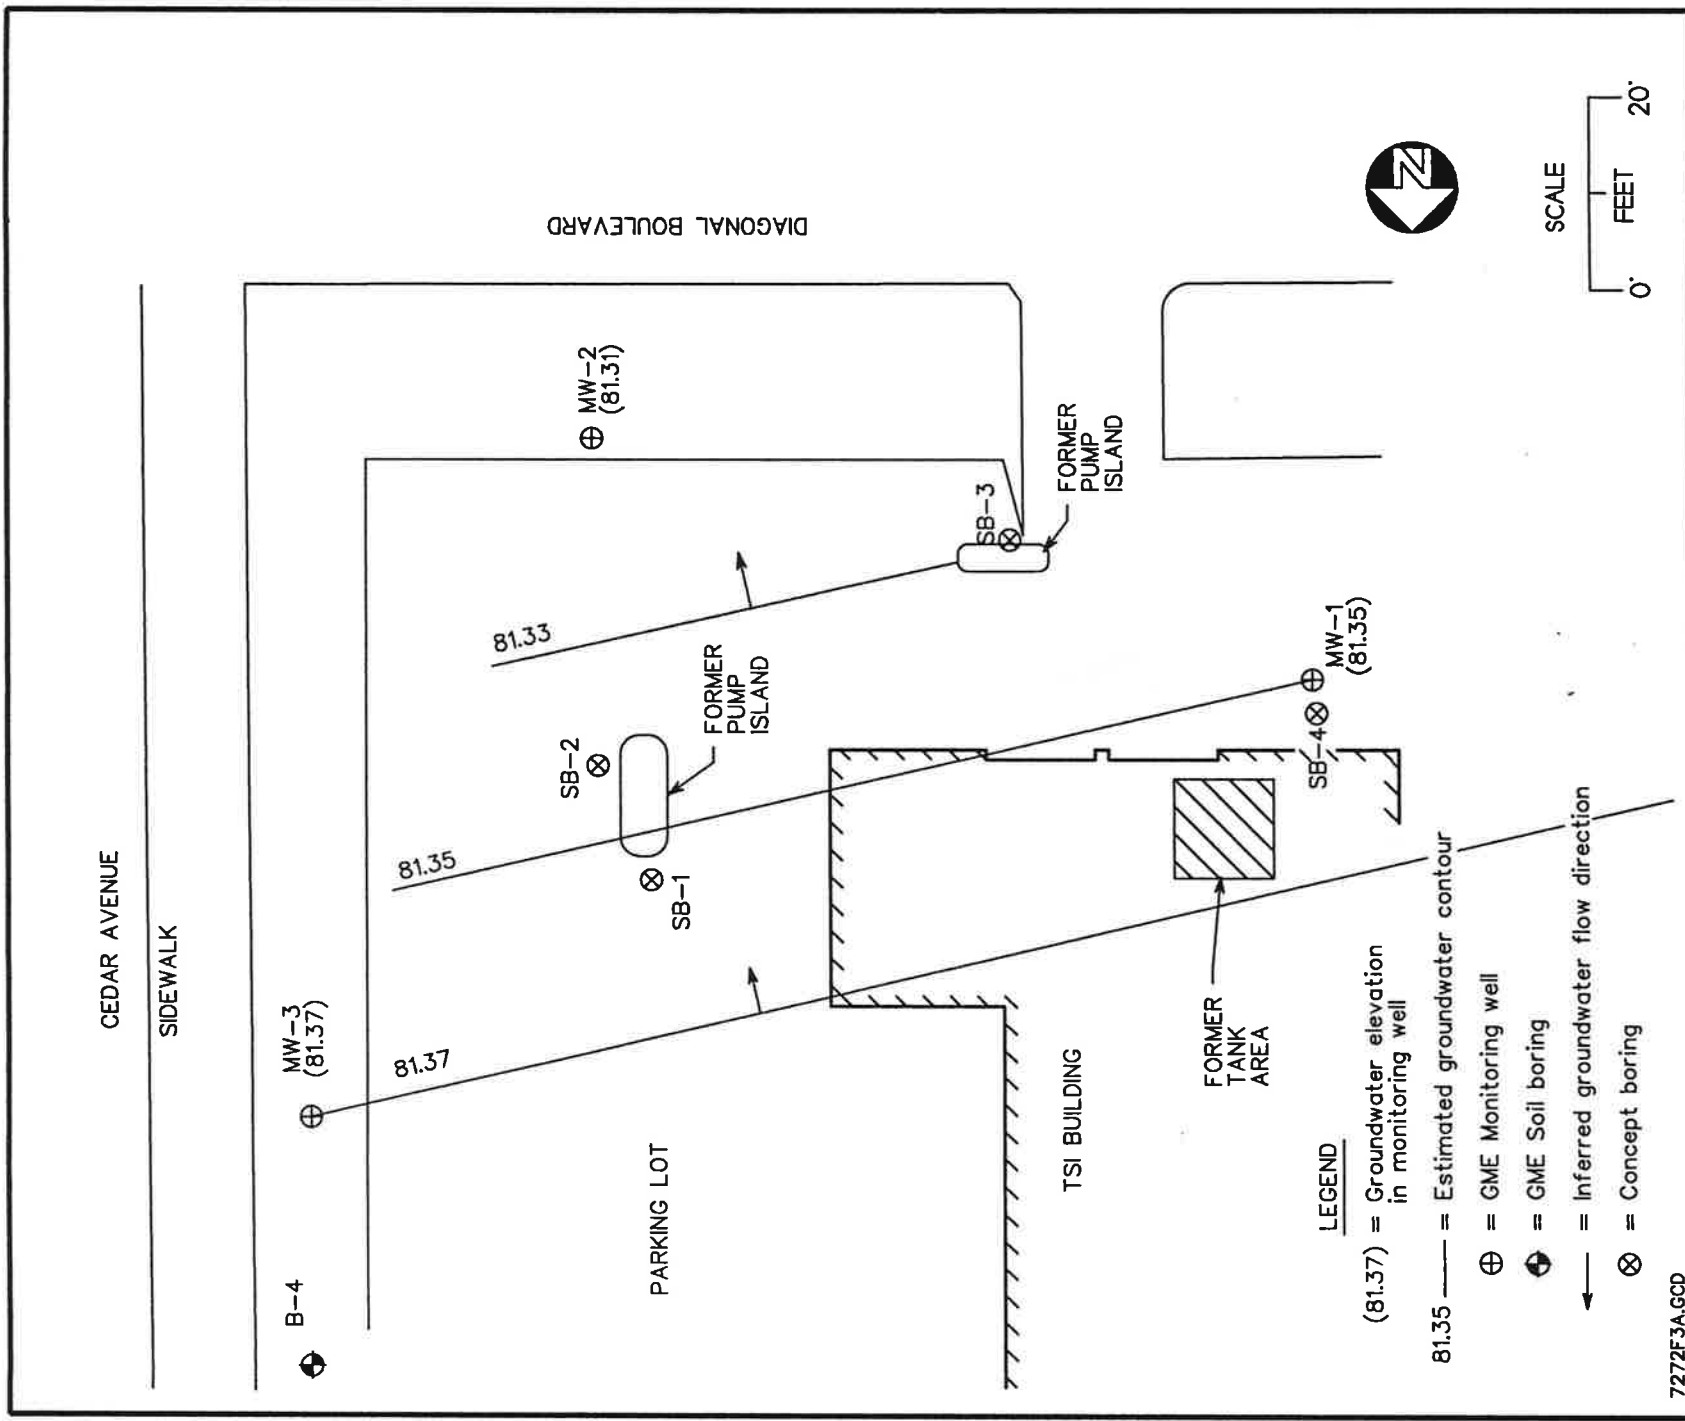 CEDAR AVENUE
SIDEWALK
B-4
MW-3
(81.37)
81.37
PARKING LOT
81.35
SB-1
SB-2
FORMER
PUMP
ISLAND
81.33
MW-2
(81.31)
DIAGONAL BOULEVARD
SB-3
FORMER
PUMP
ISLAND
MW-1
(81.35)
SB-4
TSI BUILDING
FORMER
TANK
AREA
LEGEND
(81.37) = Groundwater elevation
in monitoring well
81.35 = Estimated groundwater contour
= GME Monitoring well
= GME Soil boring
= Inferred groundwater flow direction
= Concept boring
N
SCALE
0' 20'
FEET
7272F3A.GCD